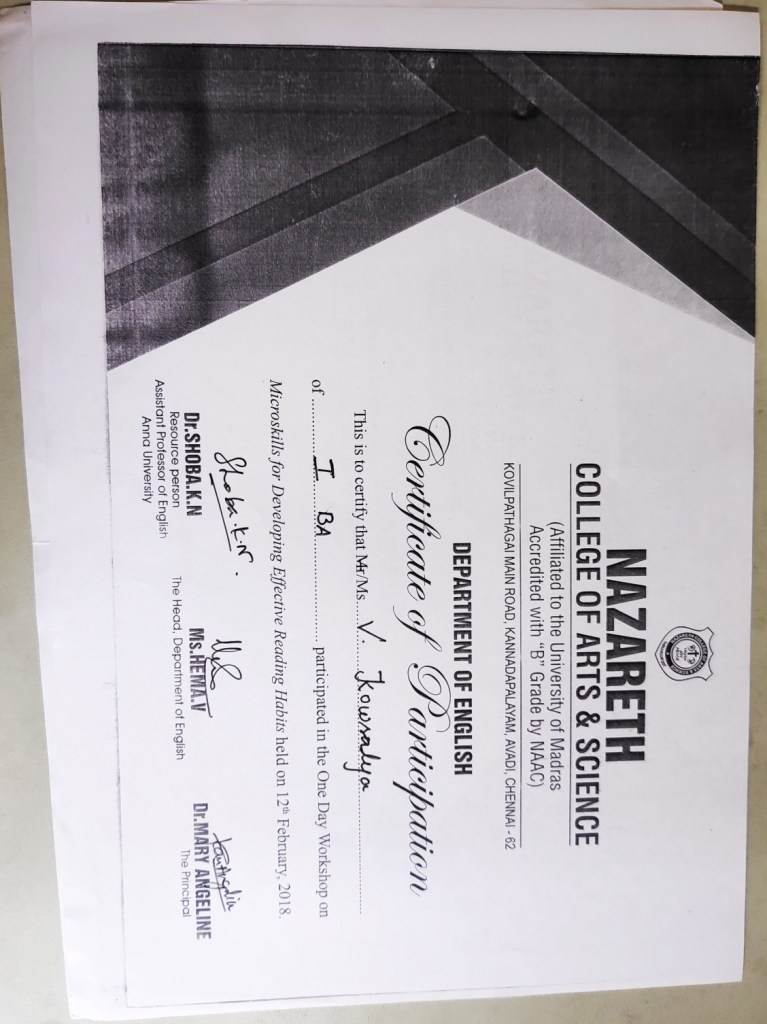 NAZARETH
COLLEGE OF ARTS & SCIENCE
(Affiliated to the University of Madras
Accredited with "B" Grade by NAAC)
KOVILPATHAGAI MAIN ROAD, KANNADAPALAYAM, AVADI, CHENNAI - 62
DEPARTMENT OF ENGLISH
Certificate of Participation
This is to certify that Mr/Ms. V. Kowsalya
of I BA participated in the One Day Workshop on
Microskills for Developing Effective Reading Habits held on 12th February, 2018.
Shoba.K.N.
Dr.SHOBA.K.N
Resource person
Assistant Professor of English
Anna University
Ms.HEMA.V
The Head, Department of English
Dr.MARY ANGELINE
The Principal